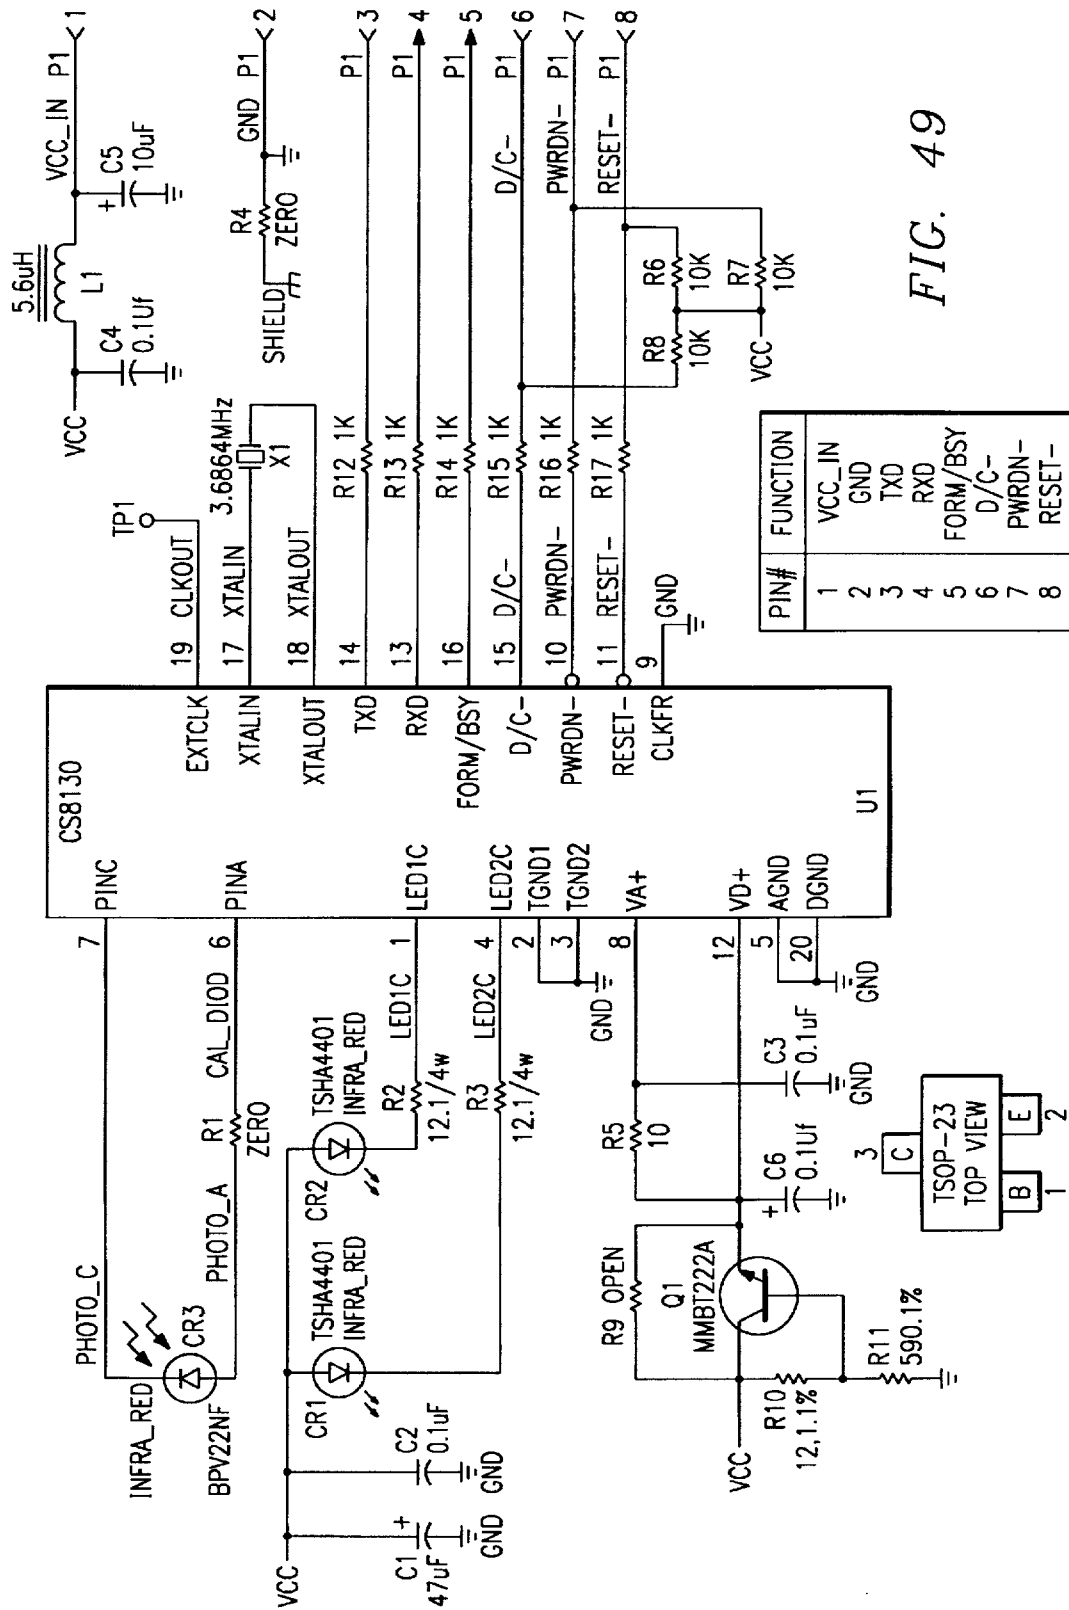 VCC
5.6uH
L1
VCC_IN
P1
1
C4
0.1Uf
+
C5
10uF
SHIELD
R4
ZERO
GND
P1
2
TP1
3.6864MHz
X1
19 CLKOUT
17 XTALIN
18 XTALOUT
14
R12 1K
P1
3
13
R13 1K
P1
4
16
R14 1K
P1
5
15 D/C-
R15 1K
D/C-
P1
6
10 PWRDN-
R16 1K
PWRDN-
P1
7
11 RESET-
R17 1K
RESET-
P1
8
9
GND
R8
10K
R6
10K
R7
10K
VCC
CS8130
PINC
PINA
LED1C
LED2C
TGND1
TGND2
VA+
VD+
AGND
DGND
EXTCLK
XTALIN
XTALOUT
TXD
RXD
FORM/BSY
D/C-
PWRDN-
RESET-
CLKFR
U1
INFRA_RED
PHOTO_C
7
CR3
BPV22NF
PHOTO_A
R1
ZERO
CAL_DIOD
6
VCC
C1
47uF
+
GND
C2
0.1uF
GND
CR1
TSHA4401
INFRA_RED
CR2
TSHA4401
INFRA_RED
R2
12.1/4w
LED1C
1
R3
12.1/4w
LED2C
4
2
3
GND
8
12
5
20
GND
R9 OPEN
R5
10
Q1
MMBT222A
+
C6
0.1Uf
C3
0.1uF
GND
VCC
R10
12,1.1%
R11
590.1%
3
C
TSOP-23
TOP VIEW
B
E
1
2
PIN# FUNCTION
1 VCC_IN
2 GND
3 TXD
4 RXD
5 FORM/BSY
6 D/C-
7 PWRDN-
8 RESET-
FIG. 49